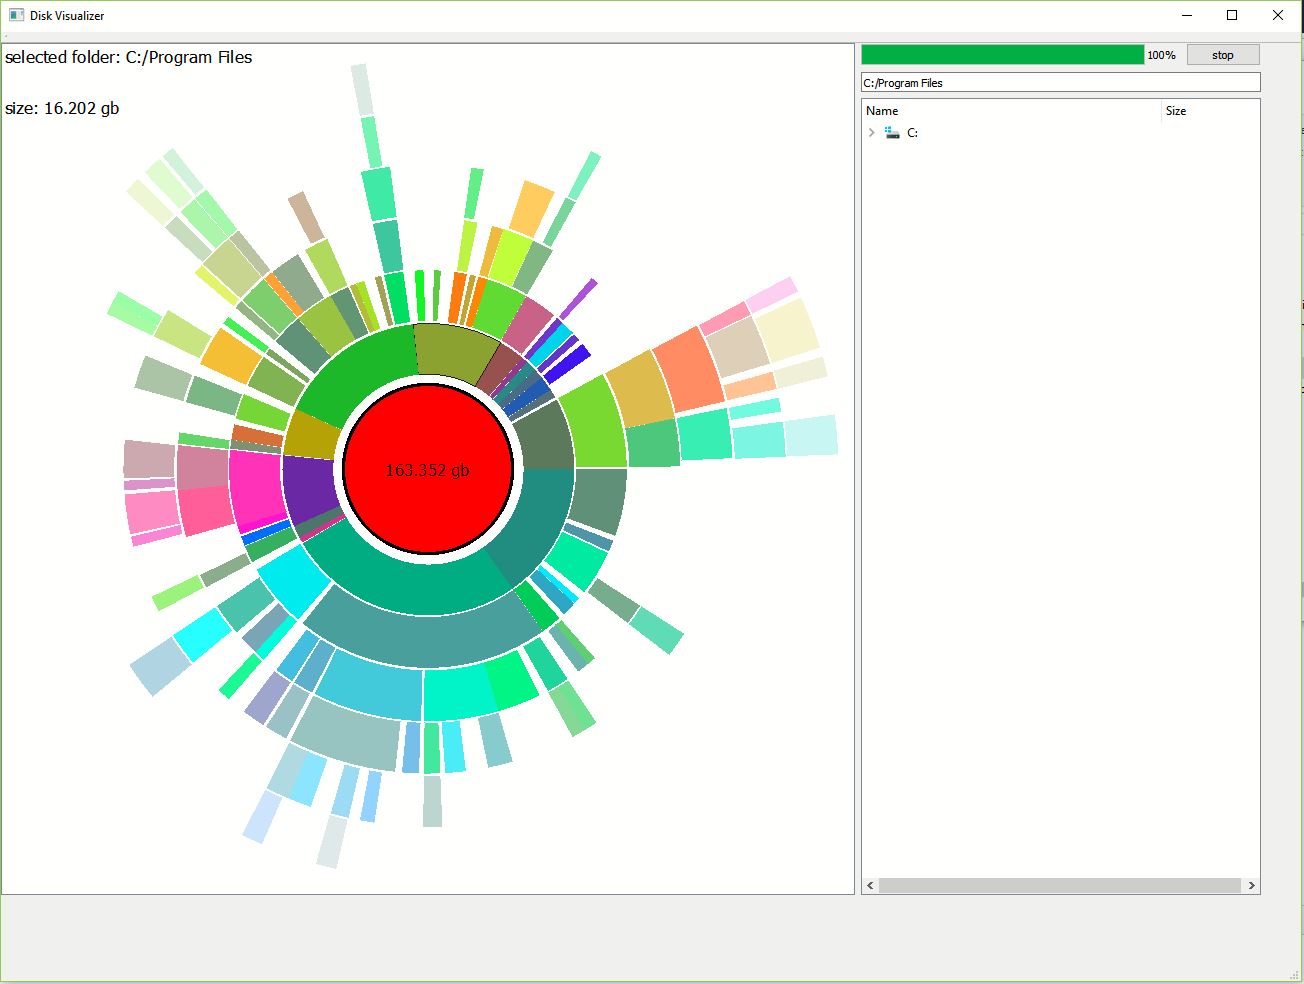 Disk Visualizer
selected folder: C:/Program Files
size: 16.202 gb
163.352 gb
100%
stop
C:/Program Files
Name
Size
C: